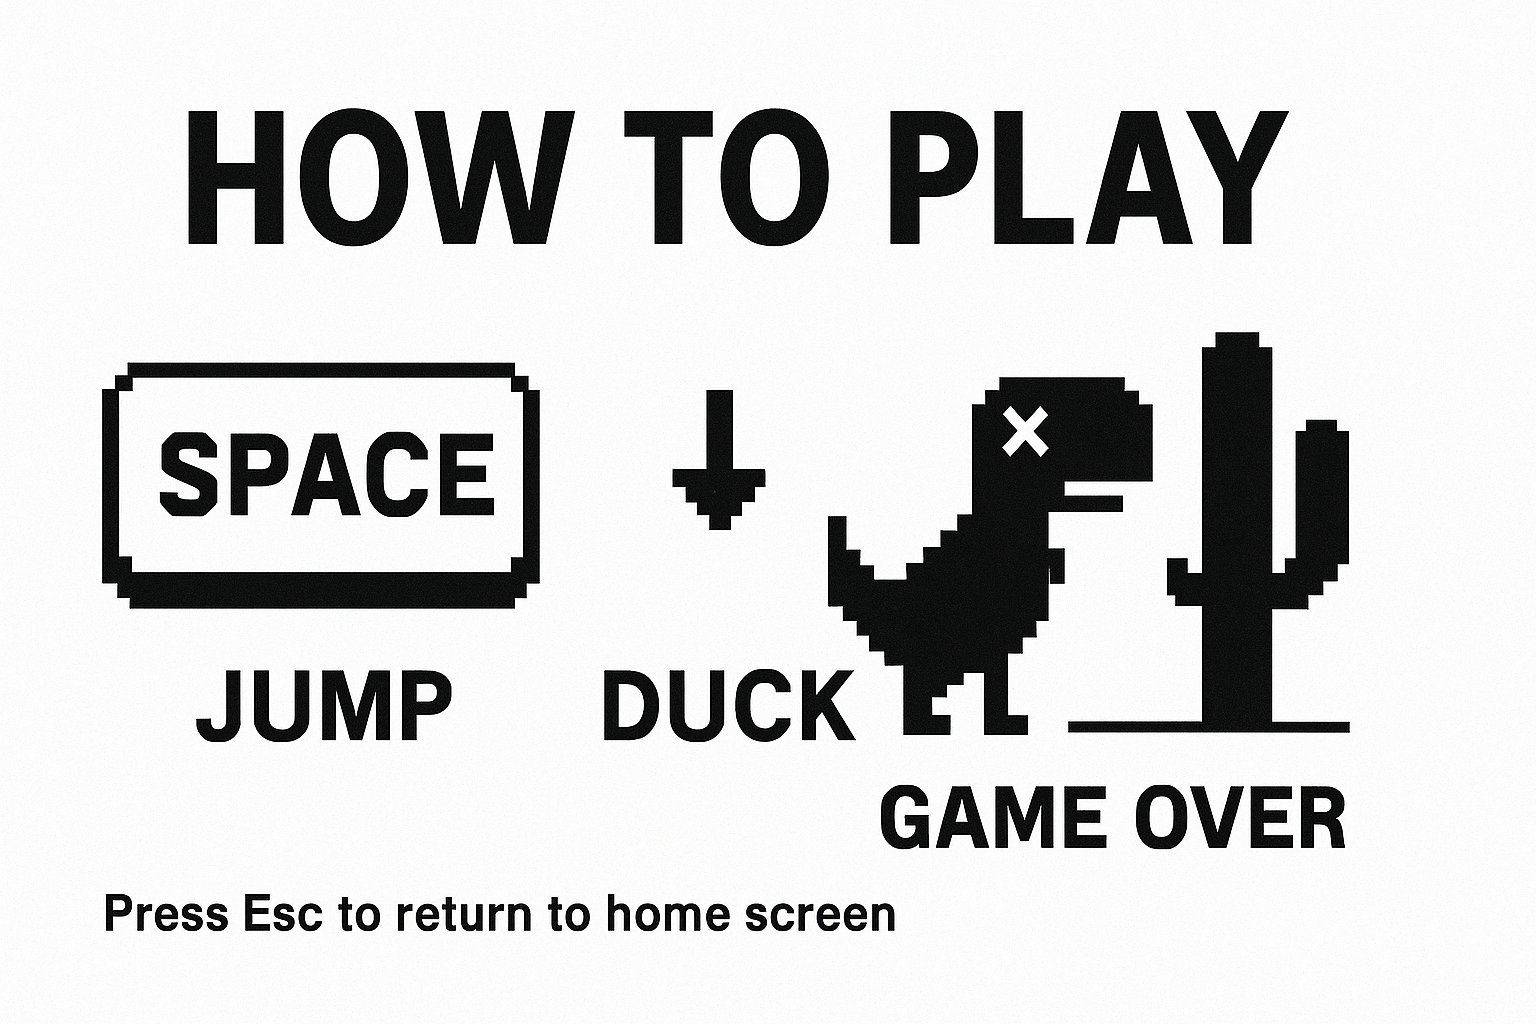 HOW TO PLAY
SPACE
JUMP
DUCK
GAME OVER
Press Esc to return to home screen